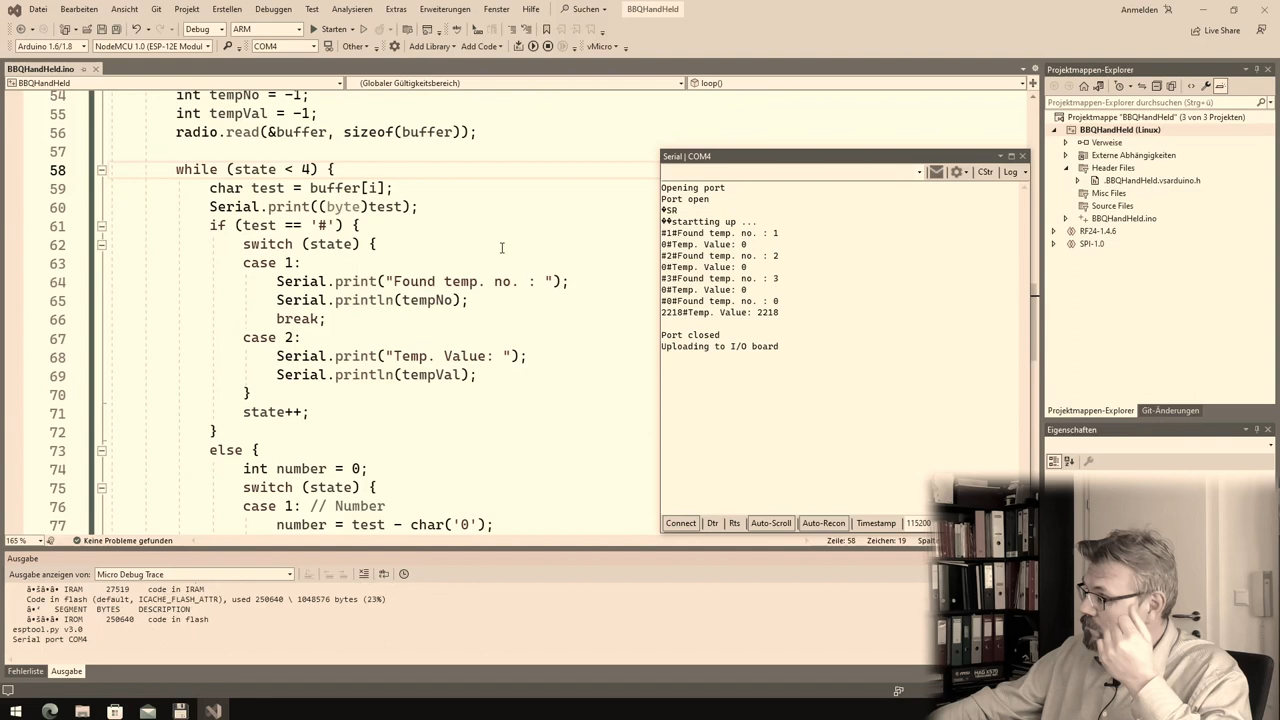 Datei Bearbeiten Ansicht Git Projekt Erstellen Debuggen Test Analysieren Extras Erweiterungen Fenster Hilfe Suchen BBQHandHeld Anmelden
Debug ARM Starten Live Share
Arduino 1.6/1.8 NodeMCU 1.0 (ESP-12E Modul) COM4 Other Add Library Add Code vMicro
BBQHandHeld.ino
BBQHandHeld (Globaler Gültigkeitsbereich) loop()
54 int tempNo = -1;
55 int tempVal = -1;
56 radio.read(&buffer, sizeof(buffer));
57
58 while (state < 4) {
59 char test = buffer[i];
60 Serial.print((byte)test);
61 if (test == '#') {
62 switch (state) {
63 case 1:
64 Serial.print("Found temp. no. : ");
65 Serial.println(tempNo);
66 break;
67 case 2:
68 Serial.print("Temp. Value: ");
69 Serial.println(tempVal);
70 }
71 state++;
72 }
73 else {
74 int number = 0;
75 switch (state) {
76 case 1: // Number
77 number = test - char('0');
165 % Keine Probleme gefunden Zeile: 58 Zeichen: 19
Serial | COM4
CStr Log
Opening port
Port open
�SR
��startting up ...
#1#Found temp. no. : 1
0#Temp. Value: 0
#2#Found temp. no. : 2
0#Temp. Value: 0
#3#Found temp. no. : 3
0#Temp. Value: 0
#0#Found temp. no. : 0
2218#Temp. Value: 2218
Port closed
Uploading to I/O board
Connect Dtr Rts Auto-Scroll Auto-Recon Timestamp 115200
Projektmappen-Explorer
Projektmappen-Explorer durchsuchen (Strg+ü)
Projektmappe "BBQHandHeld" (3 von 3 Projekten)
BBQHandHeld (Linux)
Verweise
Externe Abhängigkeiten
Header Files
.BBQHandHeld.vsarduino.h
Misc Files
Source Files
BBQHandHeld.ino
RF24-1.4.6
SPI-1.0
Projektmappen-Explorer Git-Änderungen
Eigenschaften
Ausgabe
Ausgabe anzeigen von: Micro Debug Trace
IRAM 27519 code in IRAM
Code in flash (default, ICACHE_FLASH_ATTR), used 250640 \ 1048576 bytes (23%)
SEGMENT BYTES DESCRIPTION
IROM 250640 code in flash
esptool.py v3.0
Serial port COM4
Fehlerliste Ausgabe